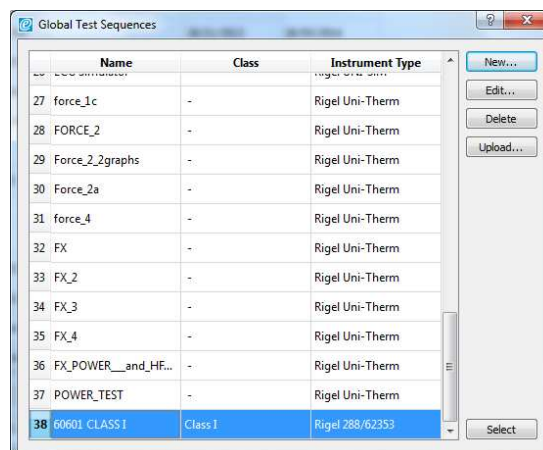 Global Test Sequences
Name Class Instrument Type
New...
27 force_1c - Rigel Uni-Therm
Edit...
28 FORCE_2 - Rigel Uni-Therm
Delete
29 Force_2_2graphs - Rigel Uni-Therm
Upload...
30 Force_2a - Rigel Uni-Therm
31 force_4 - Rigel Uni-Therm
32 FX - Rigel Uni-Therm
33 FX_2 - Rigel Uni-Therm
34 FX_3 - Rigel Uni-Therm
35 FX_4 - Rigel Uni-Therm
36 FX_POWER__and_HF... - Rigel Uni-Therm
37 POWER_TEST - Rigel Uni-Therm
38 60601 CLASS I Class I Rigel 288/62353
Select